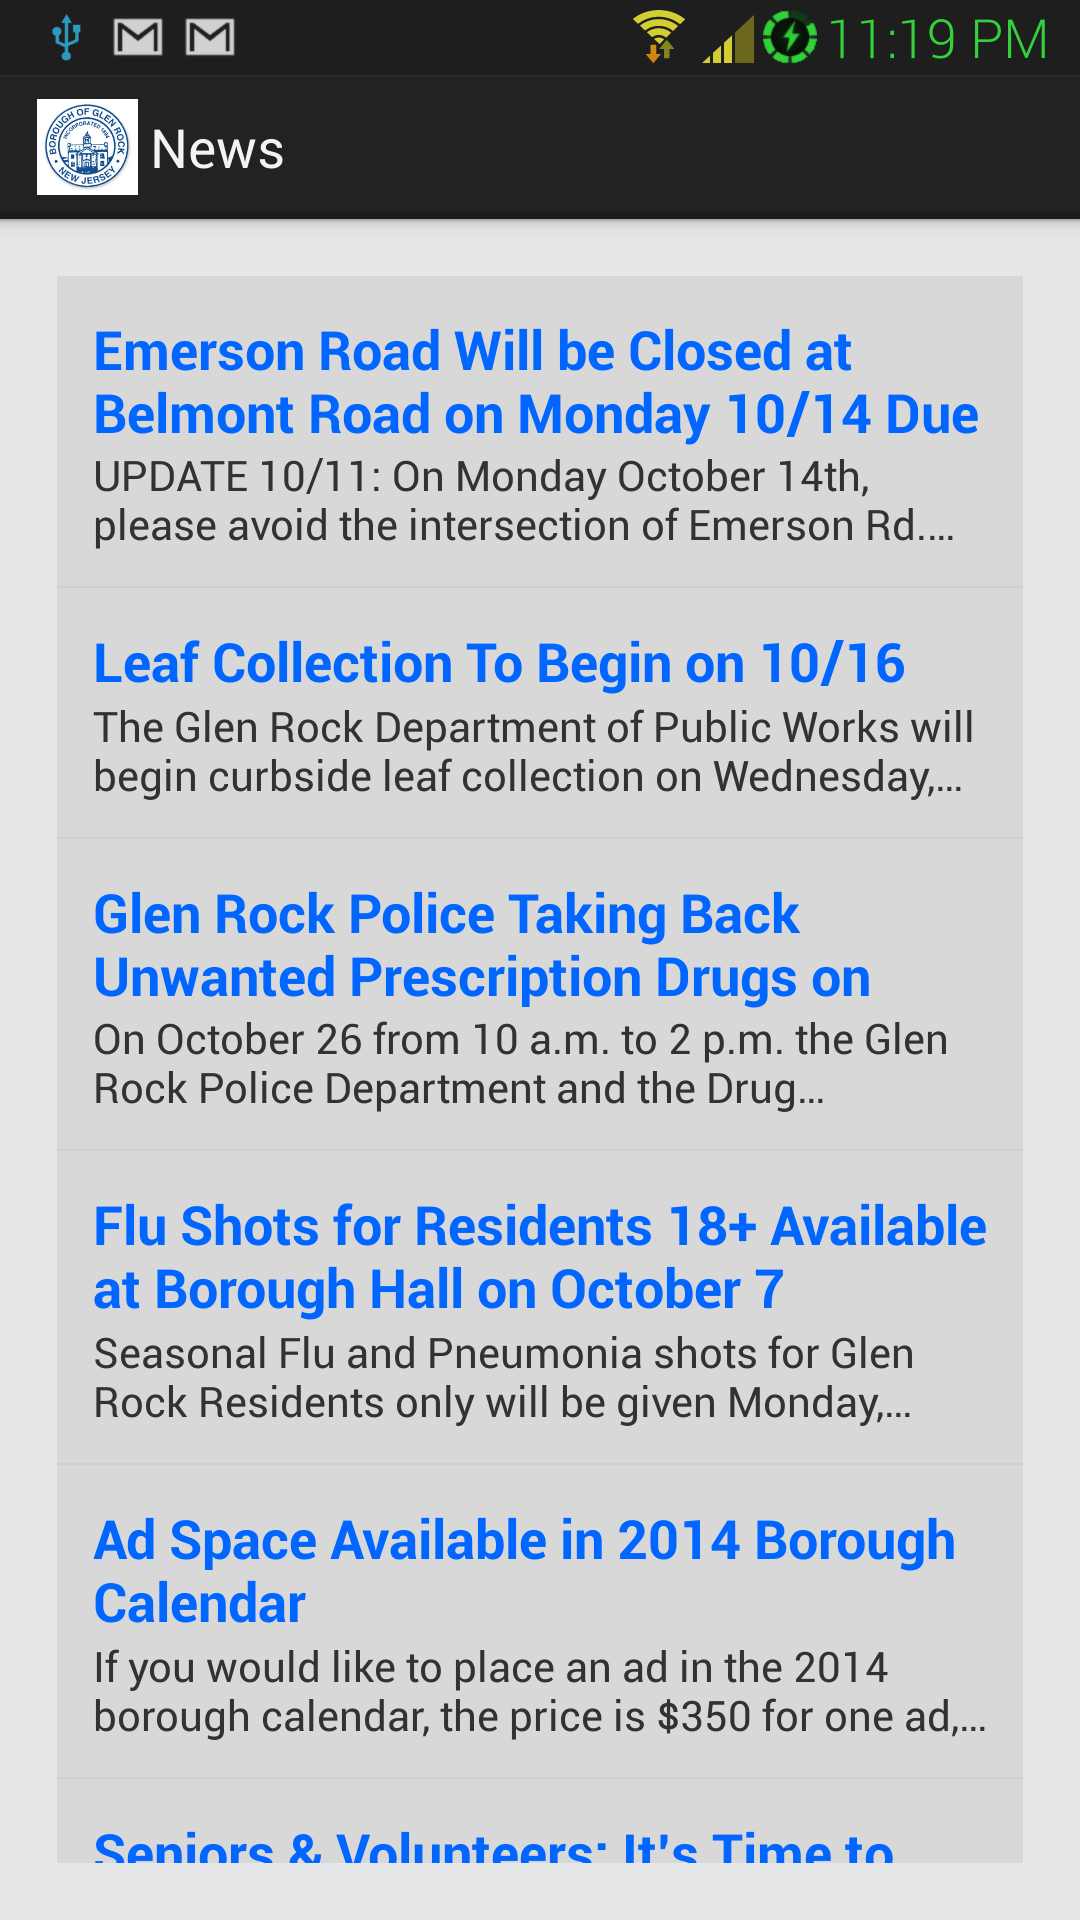 11:19 PM
BOROUGH OF GLEN ROCK
INCORPORATED 1894
NEW JERSEY
News
Emerson Road Will be Closed at
Belmont Road on Monday 10/14 Due
UPDATE 10/11: On Monday October 14th,
please avoid the intersection of Emerson Rd....
Leaf Collection To Begin on 10/16
The Glen Rock Department of Public Works will
begin curbside leaf collection on Wednesday,...
Glen Rock Police Taking Back
Unwanted Prescription Drugs on
On October 26 from 10 a.m. to 2 p.m. the Glen
Rock Police Department and the Drug...
Flu Shots for Residents 18+ Available
at Borough Hall on October 7
Seasonal Flu and Pneumonia shots for Glen
Rock Residents only will be given Monday,...
Ad Space Available in 2014 Borough
Calendar
If you would like to place an ad in the 2014
borough calendar, the price is $350 for one ad,...
Seniors & Volunteers: It's Time to